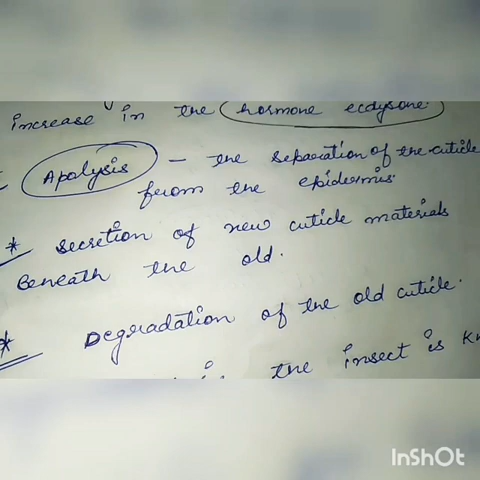 increase in the hormone ecdysone.
Apolysis - the separation of the cuticle
from the epidermis.
* secretion of new cuticle materials
Beneath the old.
* Degradation of the old cuticle.
in the insect is
InShOt